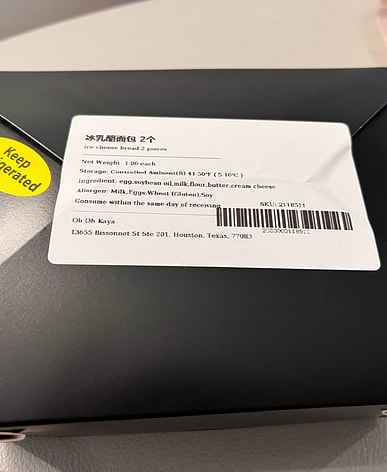 冰乳酪面包 2个
Ice cheese bread 2 pieces
Net Weight: 1.00 each
Storage: Controlled Ambient(R) 41-50°F ( 5-10°C )
Ingredient: egg,soybean oil,milk,flour,butter,cream cheese
Allergen: Milk,Eggs,Wheat (Gluten),Soy
Consume within the same day of receiving
SKU: 2118511
2000002118511
Oh Oh Kaya
13655 Bissonnet St Ste 201, Houston, Texas, 77083
Keep